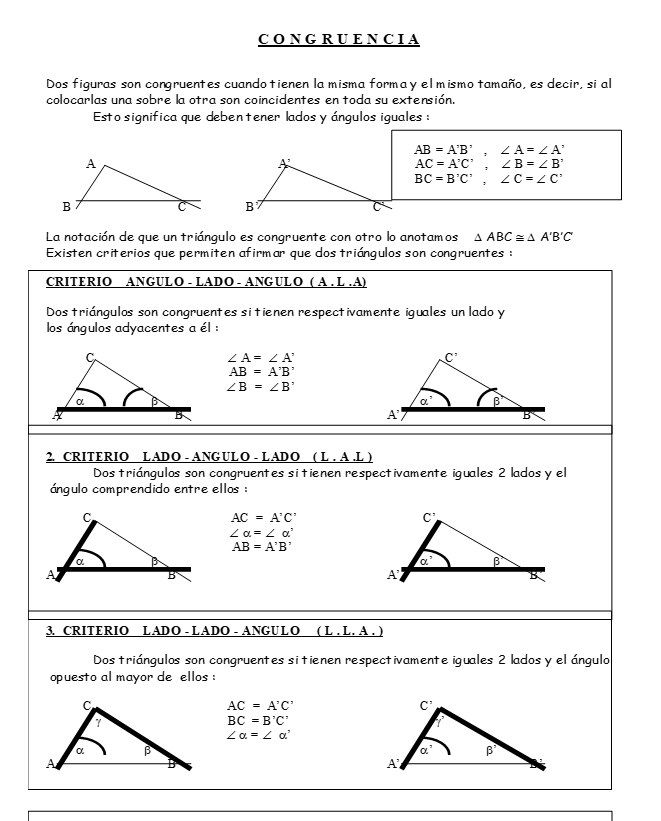 C O N G R U E N C I A
Dos figuras son congruentes cuando tienen la misma forma y el mismo tamaño, es decir, si al
colocarlas una sobre la otra son coincidentes en toda su extensión.
Esto significa que deben tener lados y ángulos iguales :
AB = A'B' , ∠ A = ∠ A'
AC = A'C' , ∠ B = ∠ B'
BC = B'C' , ∠ C = ∠ C'
A A'
B C B' C'
La notación de que un triángulo es congruente con otro lo anotamos ∆ ABC ≅ ∆ A'B'C'
Existen criterios que permiten afirmar que dos triángulos son congruentes :
CRITERIO ANGULO - LADO - ANGULO ( A . L .A)
Dos triángulos son congruentes si tienen respectivamente iguales un lado y
los ángulos adyacentes a él :
C ∠ A = ∠ A' C'
AB = A'B'
∠ B = ∠ B'
α β α' β'
A B A' B'
2. CRITERIO LADO - ANGULO - LADO ( L . A .L )
Dos triángulos son congruentes si tienen respectivamente iguales 2 lados y el
ángulo comprendido entre ellos :
C AC = A'C' C'
∠ α = ∠ α'
AB = A'B'
α β α' β'
A B A' B'
3. CRITERIO LADO - LADO - ANGULO ( L . L. A . )
Dos triángulos son congruentes si tienen respectivamente iguales 2 lados y el ángulo
opuesto al mayor de ellos :
C AC = A'C' C'
γ BC = B'C' γ'
∠ α = ∠ α'
α β α' β'
A B A' B'